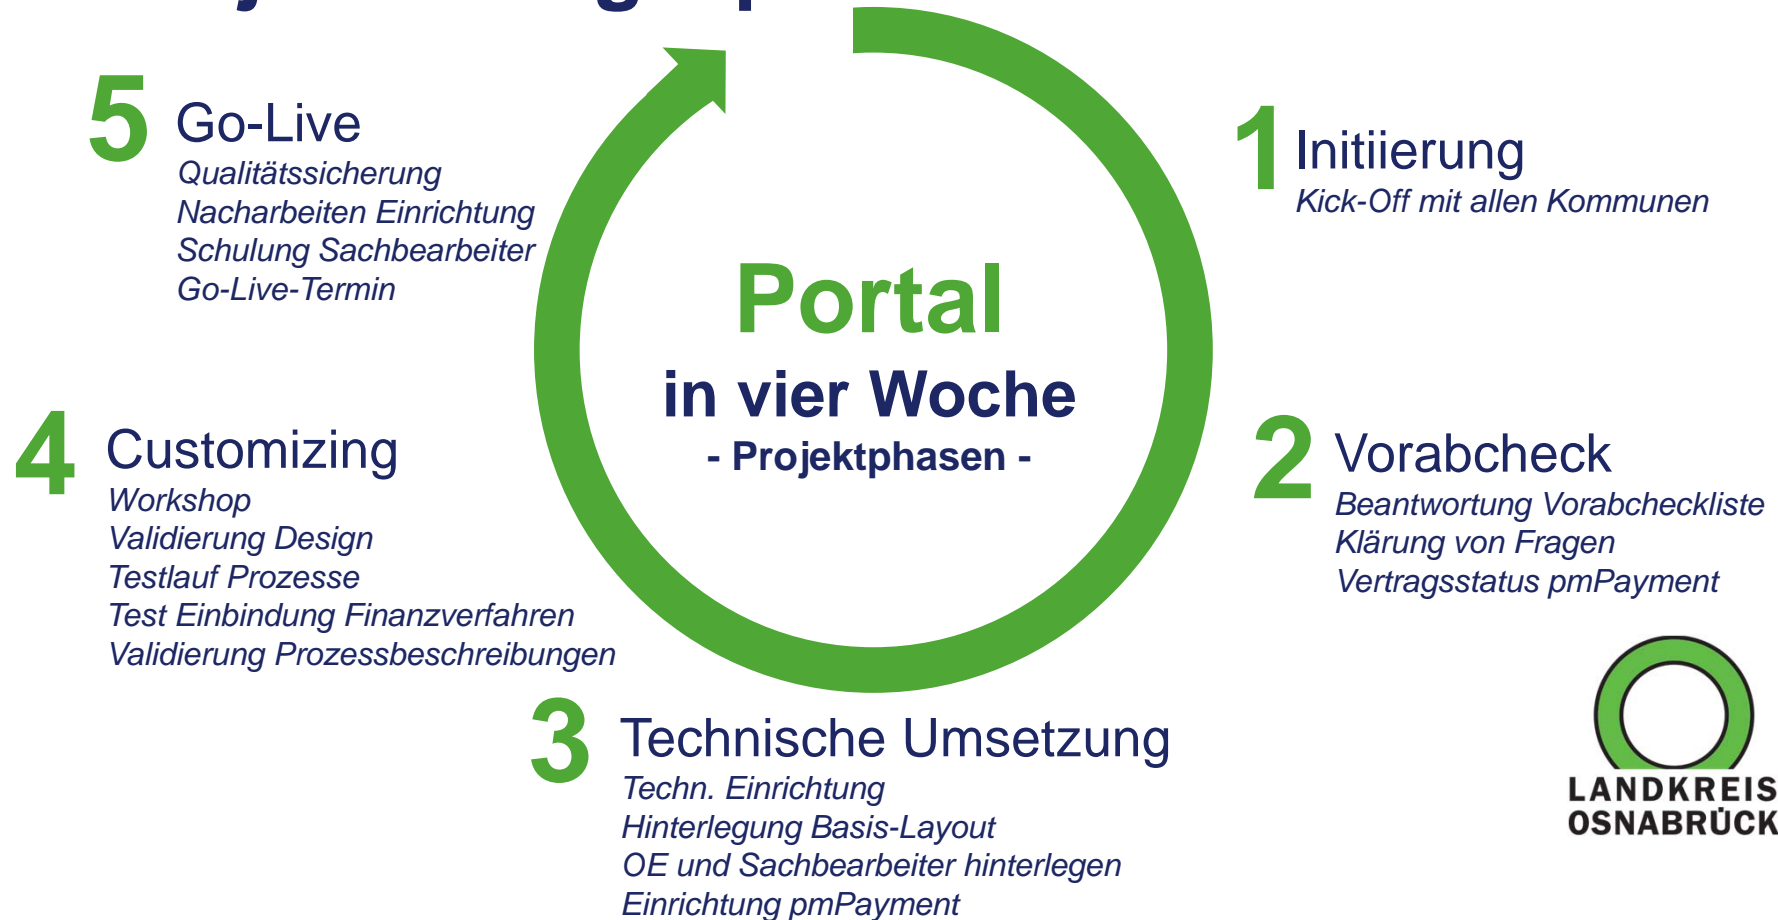 Portal
in vier Woche
- Projektphasen -
1 Initiierung
Kick-Off mit allen Kommunen
2 Vorabcheck
Beantwortung Vorabcheckliste
Klärung von Fragen
Vertragsstatus pmPayment
3 Technische Umsetzung
Techn. Einrichtung
Hinterlegung Basis-Layout
OE und Sachbearbeiter hinterlegen
Einrichtung pmPayment
4 Customizing
Workshop
Validierung Design
Testlauf Prozesse
Test Einbindung Finanzverfahren
Validierung Prozessbeschreibungen
5 Go-Live
Qualitätssicherung
Nacharbeiten Einrichtung
Schulung Sachbearbeiter
Go-Live-Termin
LANDKREIS
OSNABRÜCK